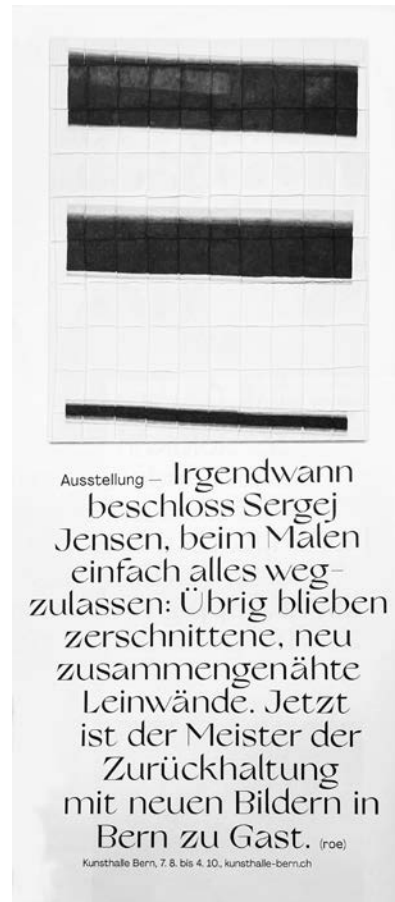 Ausstellung — Irgendwann
beschloss Sergej
Jensen, beim Malen
einfach alles weg-
zulassen: Übrig blieben
zerschnittene, neu
zusammengenähte
Leinwände. Jetzt
ist der Meister der
Zurückhaltung
mit neuen Bildern in
Bern zu Gast. (roe)
Kunsthalle Bern, 7. 8. bis 4. 10., kunsthalle-bern.ch